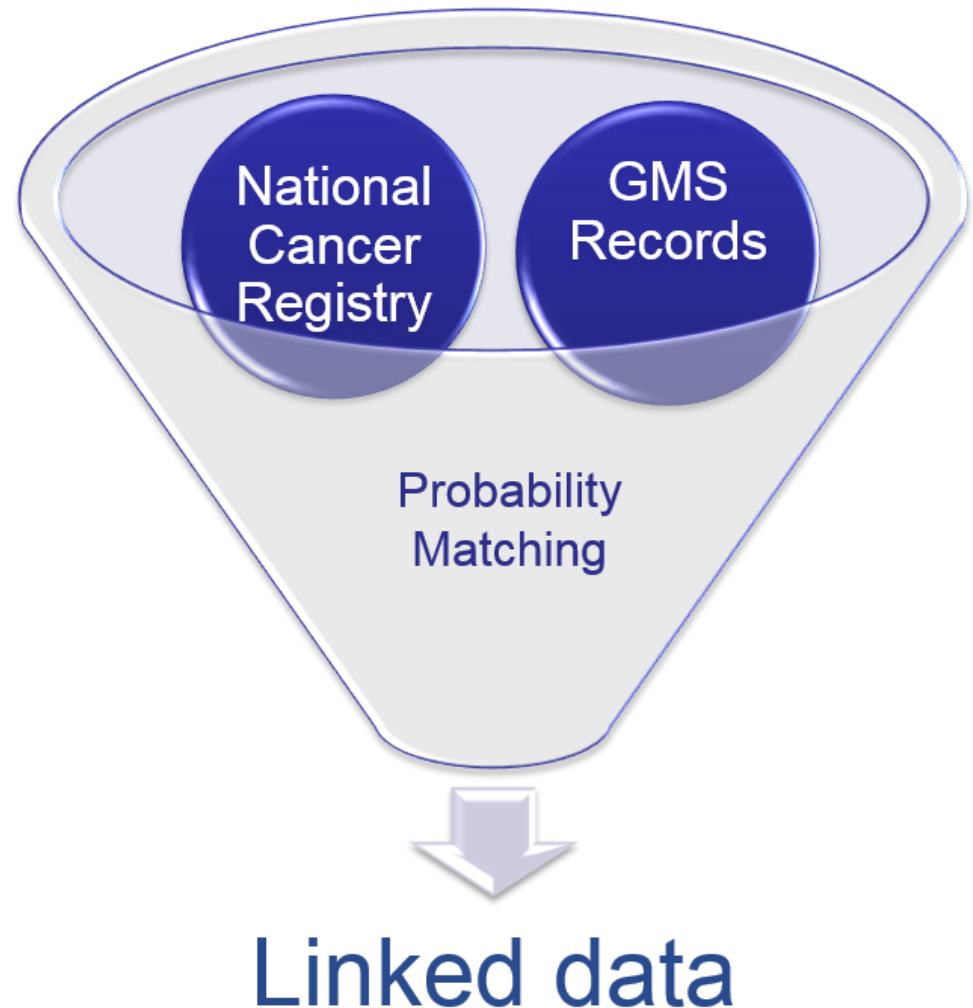 National
Cancer
Registry
GMS
Records
Probability
Matching
Linked data